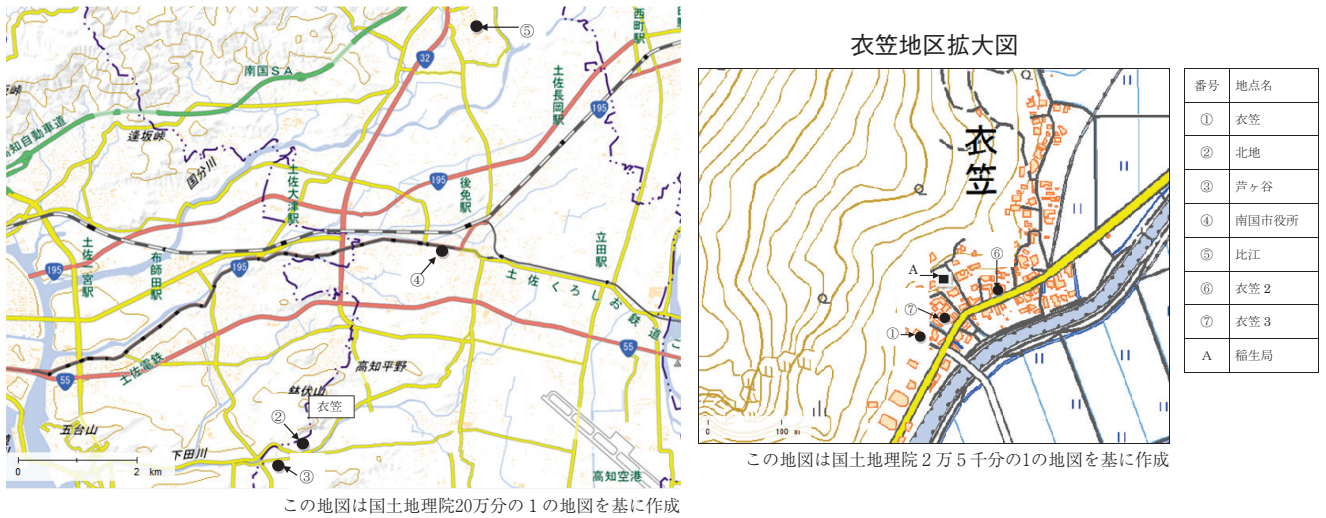 ⑤
西町駅
32
南国SA
土佐長岡駅
195
高知自動車道
逢坂峠
国分川
土佐大津駅
195
後免駅
土佐一宮駅
布師田駅
195
195
④
立田駅
土佐くろしお鉄道
土佐電鉄
55
55
高知平野
鉢伏山
衣笠
②
五台山
下田川
③
高知空港
0 2 km
この地図は国土地理院20万分の1の地図を基に作成
衣笠地区拡大図
衣笠
⑥
A
⑦
①
0 100 m
この地図は国土地理院2万5千分の1の地図を基に作成
番号 地点名
① 衣笠
② 北地
③ 芦ヶ谷
④ 南国市役所
⑤ 比江
⑥ 衣笠2
⑦ 衣笠3
A 稲生局